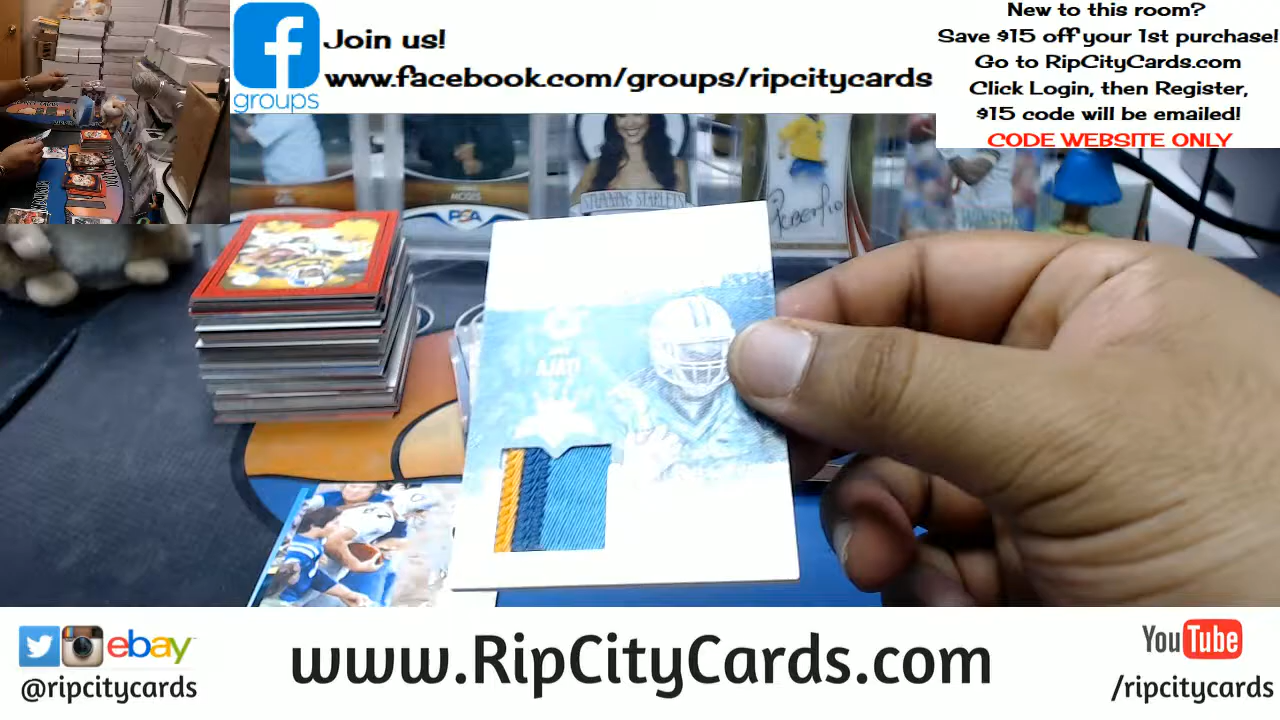 Join us!
www.facebook.com/groups/ripcitycards
groups
New to this room?
Save $15 off your 1st purchase!
Go to RipCityCards.com
Click Login, then Register,
$15 code will be emailed!
CODE WEBSITE ONLY
MOSES
PSA
STUNNING STARLETS
WINSTON
AJAYI
ebay
@ripcitycards
www.RipCityCards.com
YouTube
/ripcitycards